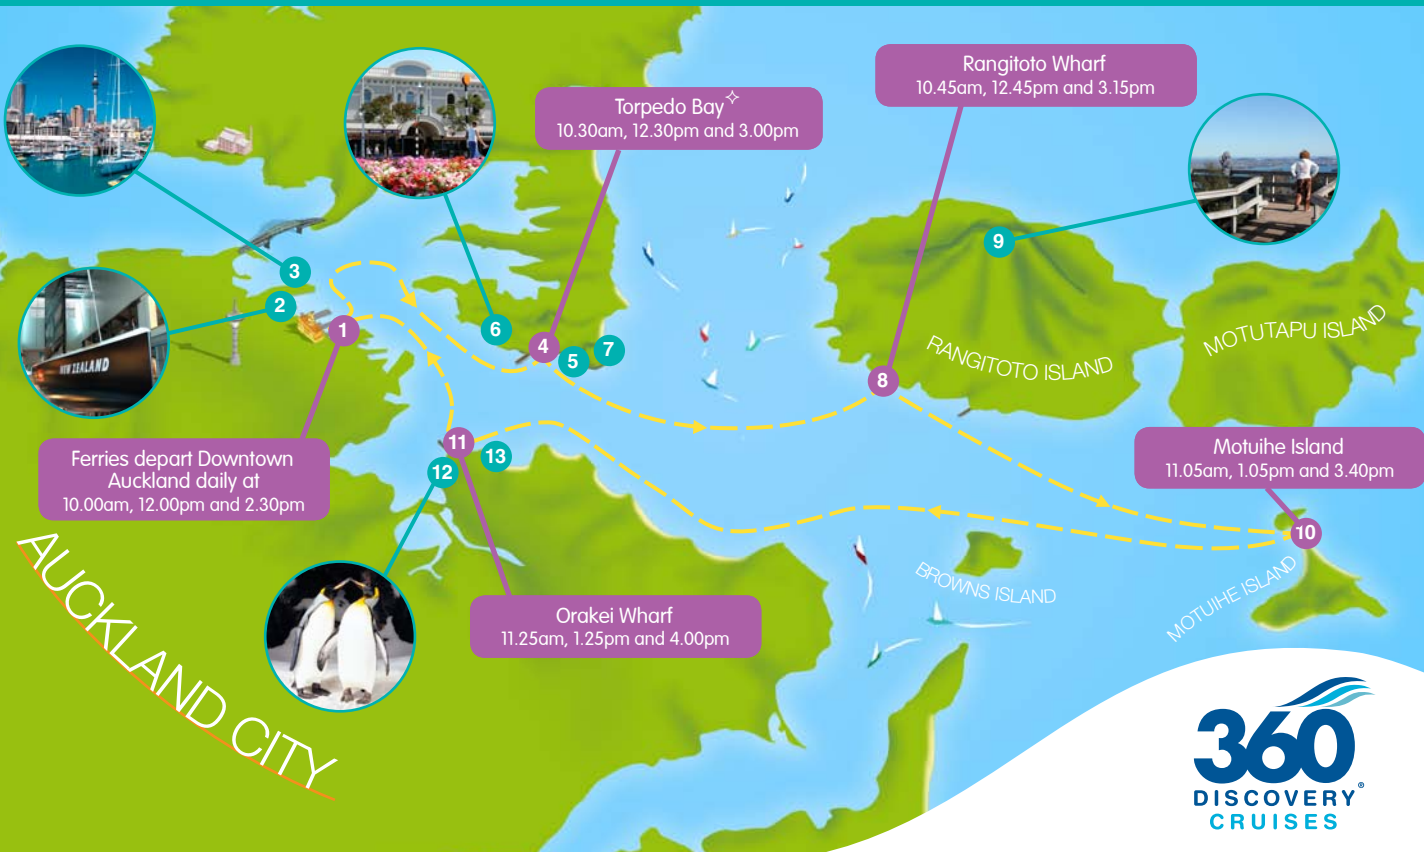 Rangitoto Wharf
10.45am, 12.45pm and 3.15pm
Torpedo Bay✧
10.30am, 12.30pm and 3.00pm
9
3
2
1
6
4
5
7
8
NEW ZEALAND
RANGITOTO ISLAND
MOTUTAPU ISLAND
Ferries depart Downtown
Auckland daily at
10.00am, 12.00pm and 2.30pm
11
12
13
Motuihe Island
11.05am, 1.05pm and 3.40pm
10
BROWNS ISLAND
MOTUIHE ISLAND
Orakei Wharf
11.25am, 1.25pm and 4.00pm
AUCKLAND CITY
360
DISCOVERY®
CRUISES